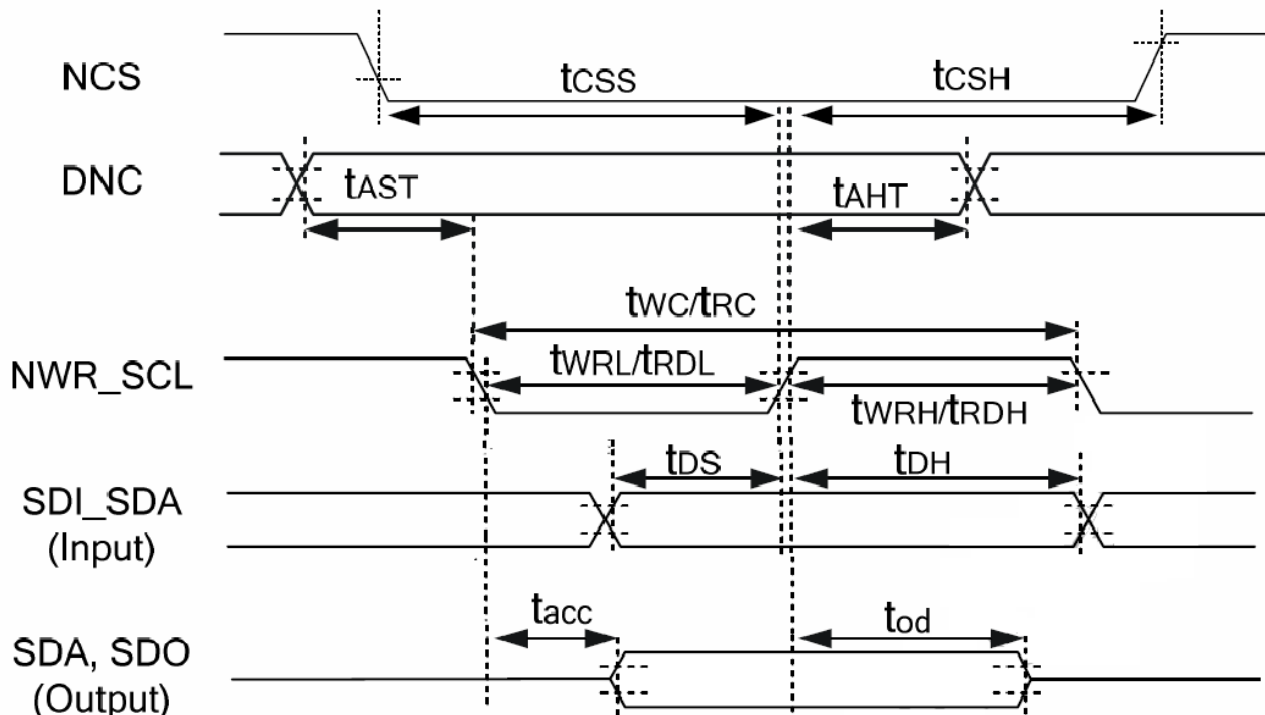 NCS
tCSS
tCSH
DNC
tAST
tAHT
tWC/tRC
NWR_SCL
tWRL/tRDL
tWRH/tRDH
tDS
tDH
SDI_SDA
(Input)
tacc
tod
SDA, SDO
(Output)